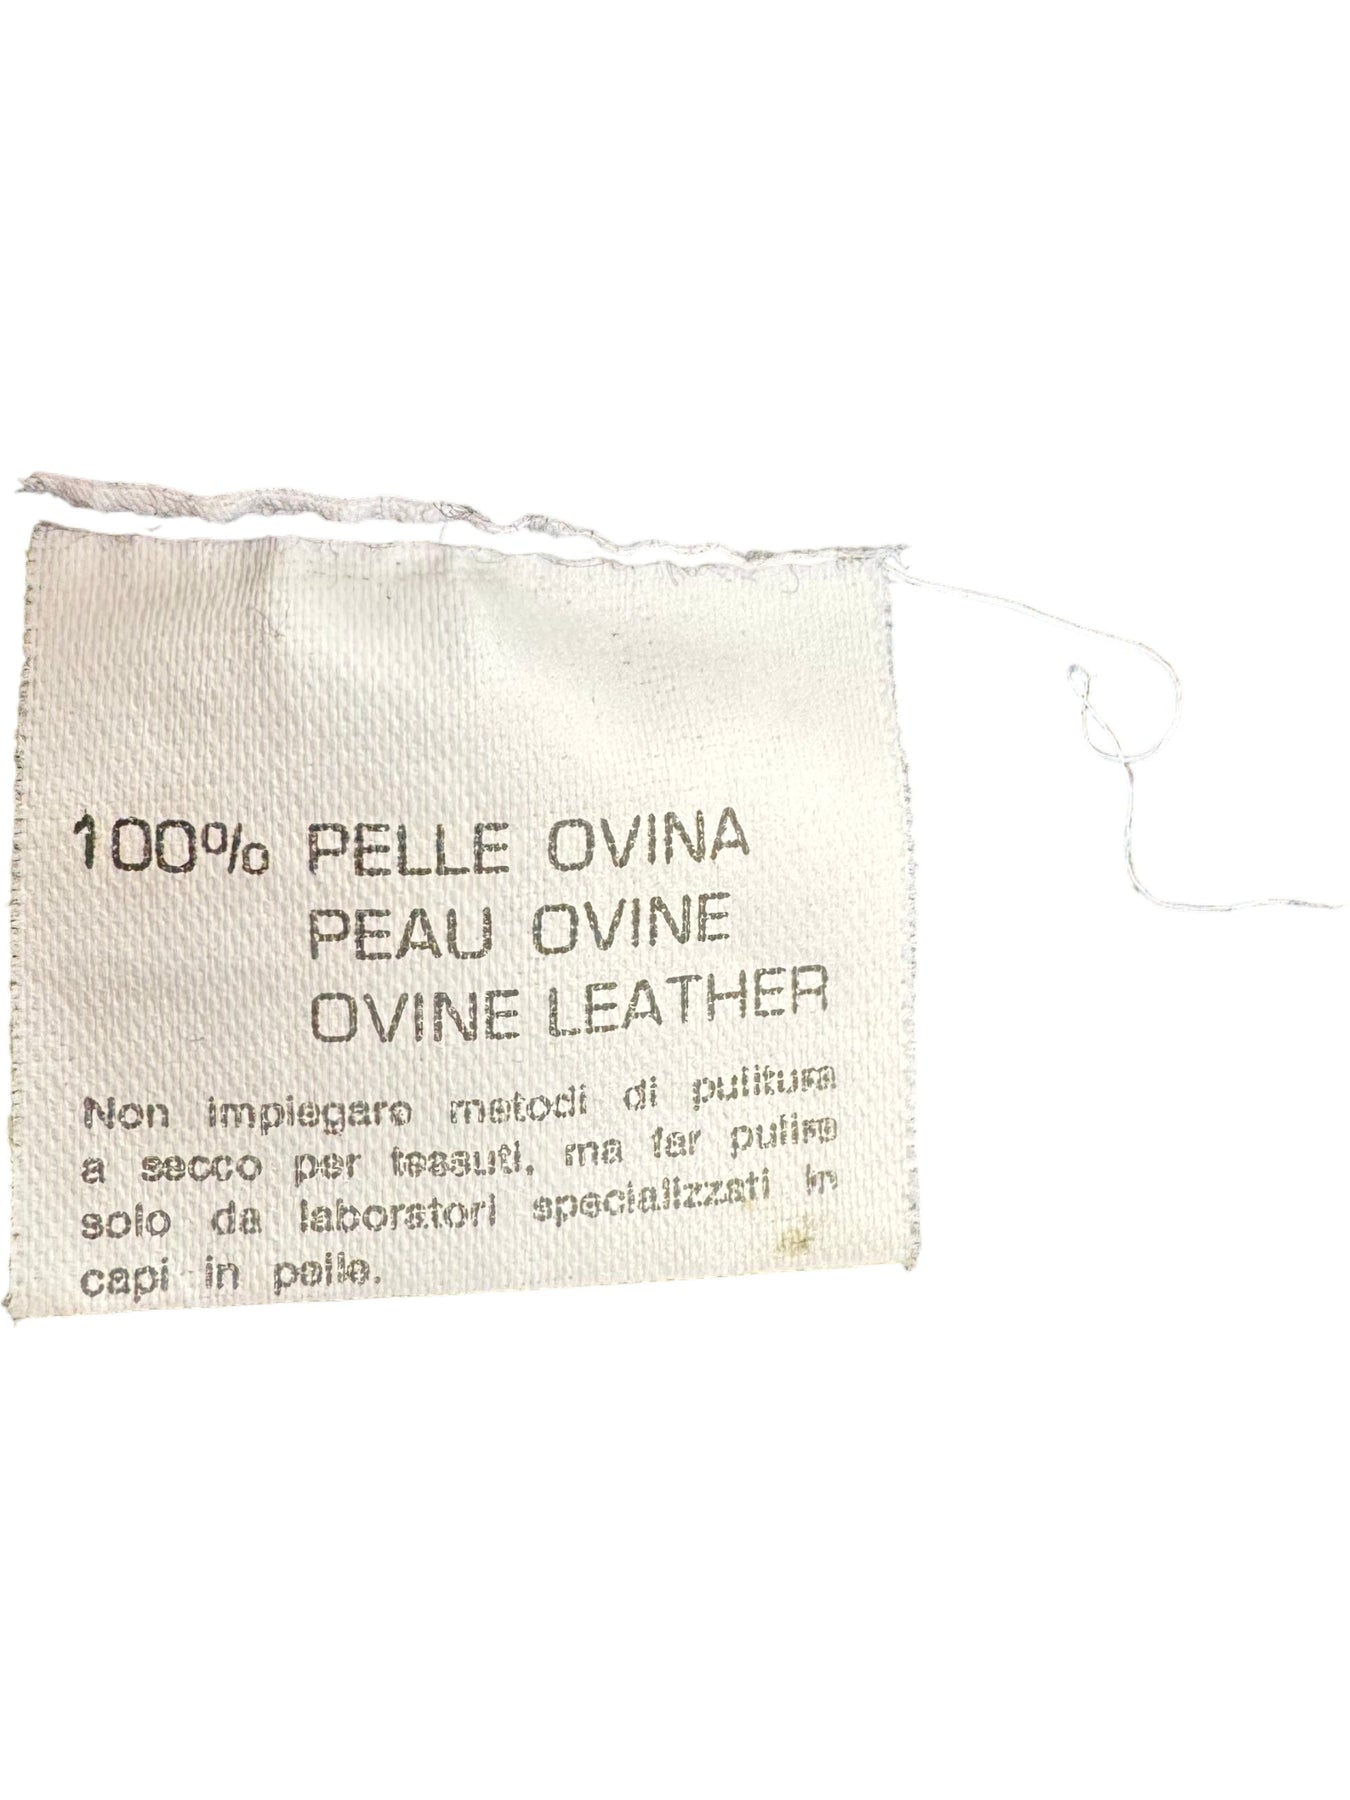 100% PELLE OVINA
PEAU OVINE
OVINE LEATHER
Non impiegare metodi di pulitura
a secco per tessuti, ma far pulire
solo da laboratori specializzati in
capi in pelle.